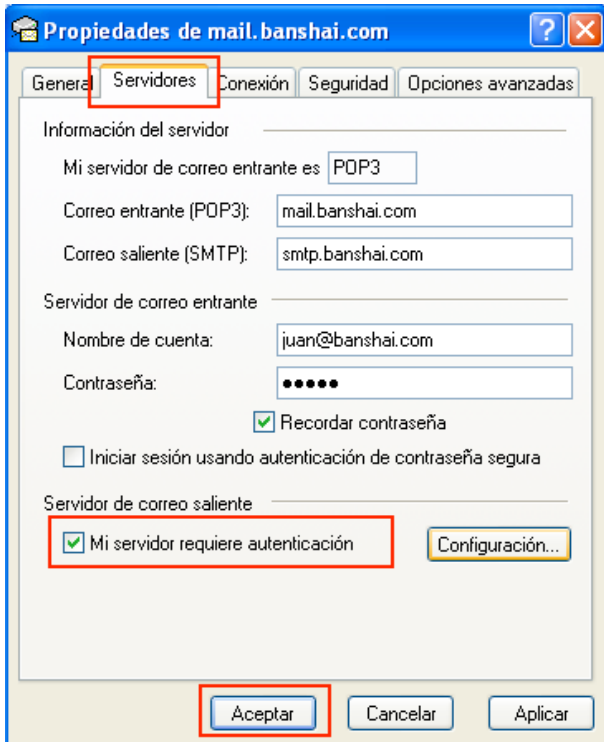 Propiedades de mail.banshai.com
General Servidores Conexión Seguridad Opciones avanzadas
Información del servidor
Mi servidor de correo entrante es POP3
Correo entrante (POP3): mail.banshai.com
Correo saliente (SMTP): smtp.banshai.com
Servidor de correo entrante
Nombre de cuenta: juan@banshai.com
Contraseña: •••••
Recordar contraseña
Iniciar sesión usando autenticación de contraseña segura
Servidor de correo saliente
Mi servidor requiere autenticación Configuración...
Aceptar Cancelar Aplicar